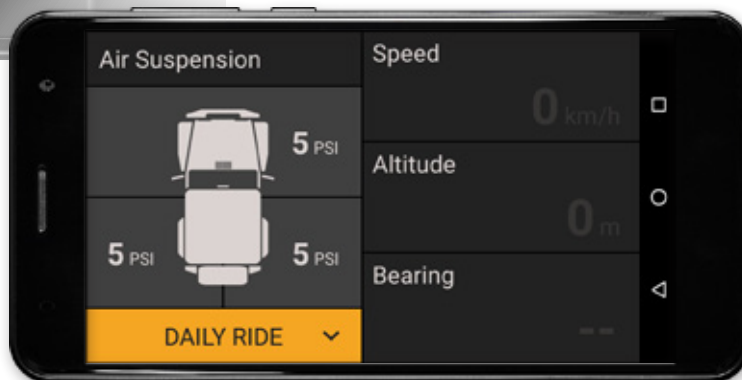 Air Suspension
5 PSI
5 PSI
5 PSI
DAILY RIDE
Speed
0 km/h
Altitude
0 m
Bearing
--